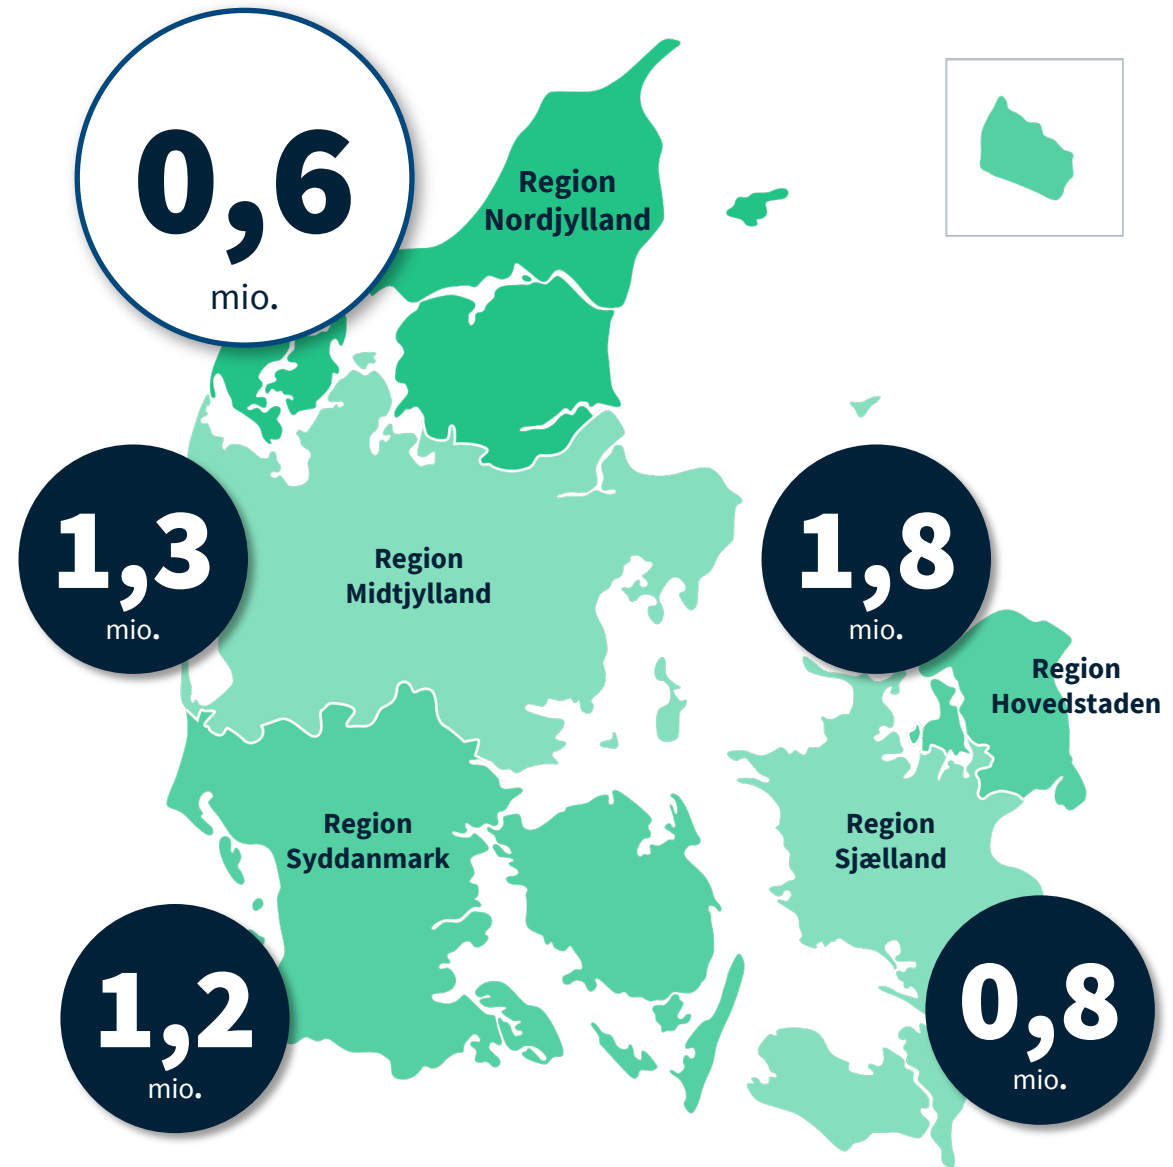 0,6
mio.
Region
Nordjylland
1,3
mio.
Region
Midtjylland
1,8
mio.
Region
Hovedstaden
Region
Syddanmark
Region
Sjælland
1,2
mio.
0,8
mio.